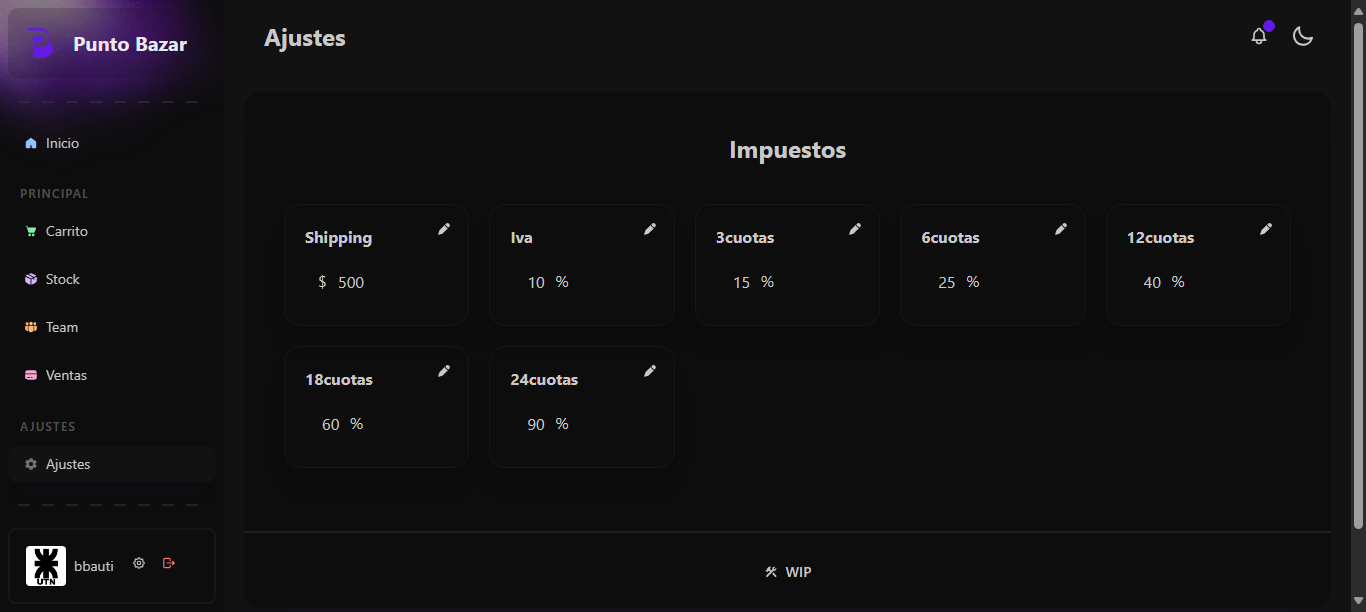 Punto Bazar
Inicio
PRINCIPAL
Carrito
Stock
Team
Ventas
AJUSTES
Ajustes
UTN
bbauti
Ajustes
Impuestos
Shipping
$ 500
Iva
10 %
3cuotas
15 %
6cuotas
25 %
12cuotas
40 %
18cuotas
60 %
24cuotas
90 %
WIP